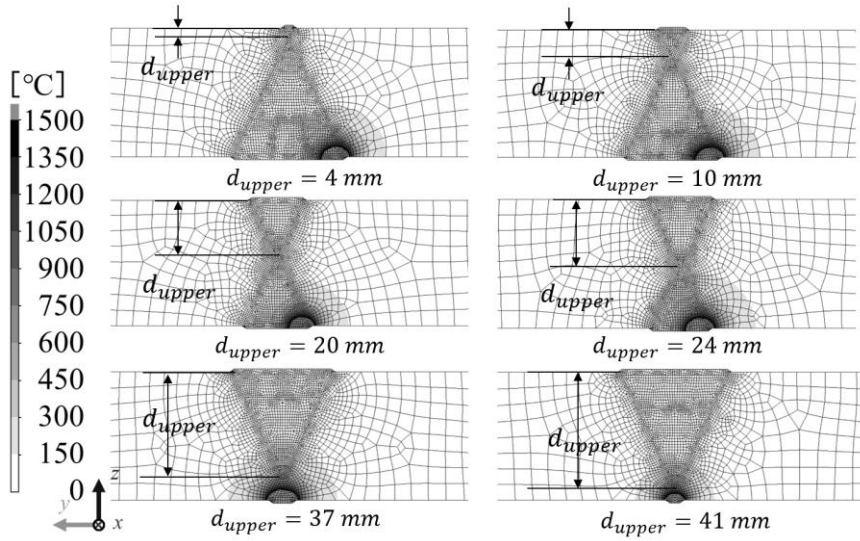 d_upper
d_upper
[°C]
1500
1350
1200
1050
900
750
600
450
300
150
0
d_upper = 4 mm
d_upper = 10 mm
d_upper
d_upper
d_upper = 20 mm
d_upper = 24 mm
d_upper
d_upper
z
y
x
d_upper = 37 mm
d_upper = 41 mm